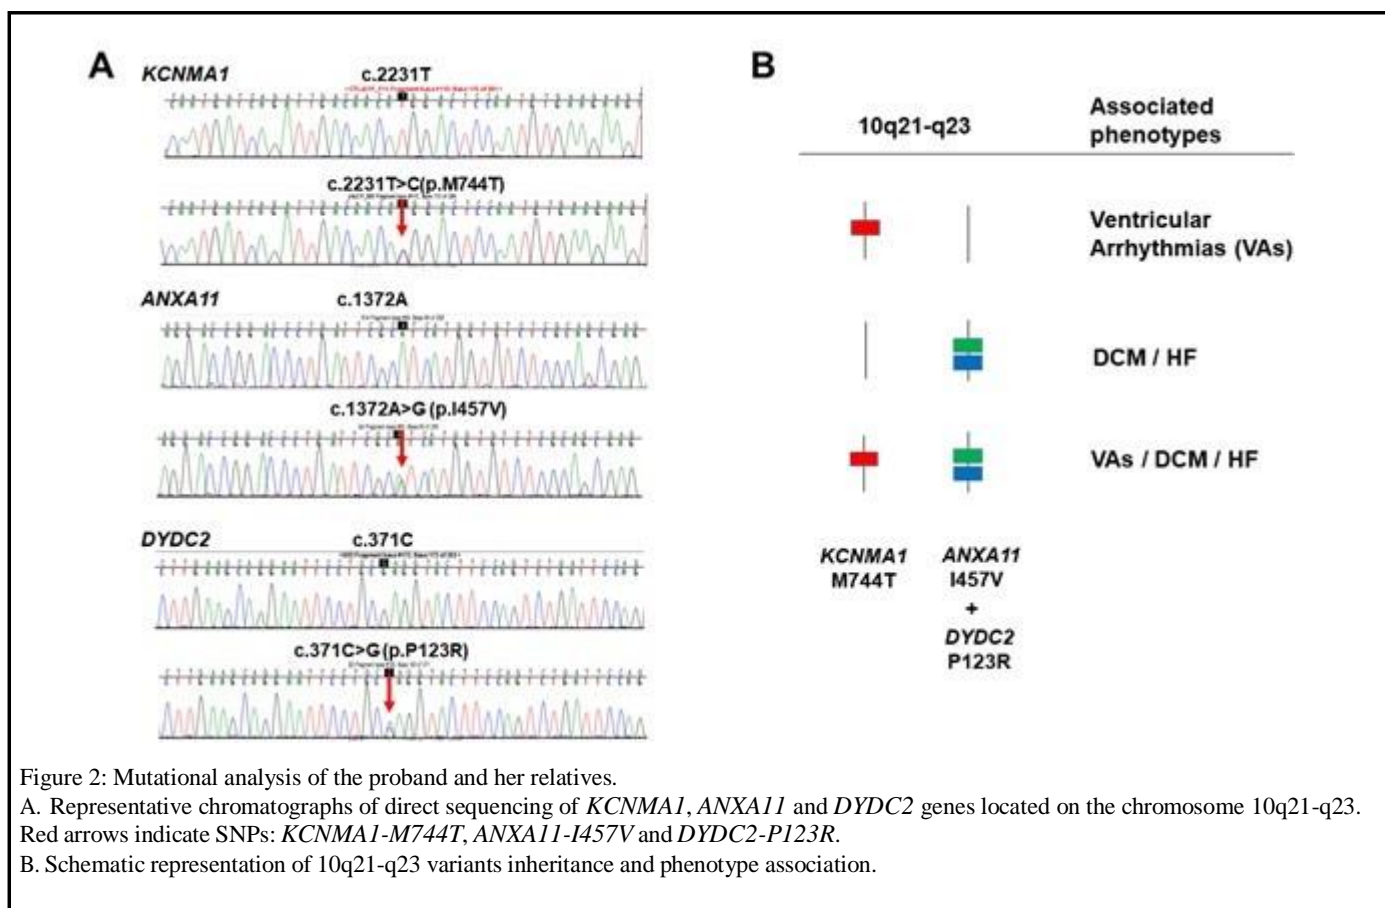 A
B
KCNMA1 c.2231T
c.2231T>C(p.M744T)
ANXA11 c.1372A
c.1372A>G (p.I457V)
DYDC2 c.371C
c.371C>G(p.P123R)
10q21-q23
Associated
phenotypes
Ventricular
Arrhythmias (VAs)
DCM / HF
VAs / DCM / HF
KCNMA1
M744T
ANXA11
I457V
+
DYDC2
P123R
Figure 2: Mutational analysis of the proband and her relatives.
A. Representative chromatographs of direct sequencing of KCNMA1, ANXA11 and DYDC2 genes located on the chromosome 10q21-q23.
Red arrows indicate SNPs: KCNMA1-M744T, ANXA11-I457V and DYDC2-P123R.
B. Schematic representation of 10q21-q23 variants inheritance and phenotype association.